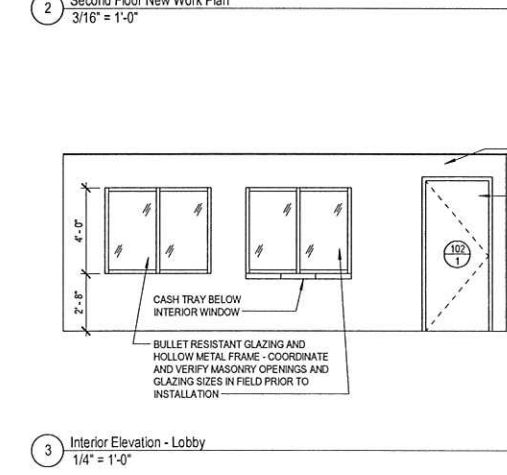 2
Second Floor New Work Plan
3/16" = 1'-0"
4'- 0"
2'- 8"
102
1
CASH TRAY BELOW
INTERIOR WINDOW
BULLET RESISTANT GLAZING AND
HOLLOW METAL FRAME - COORDINATE
AND VERIFY MASONRY OPENINGS AND
GLAZING SIZES IN FIELD PRIOR TO
INSTALLATION
3
Interior Elevation - Lobby
1/4" = 1'-0"